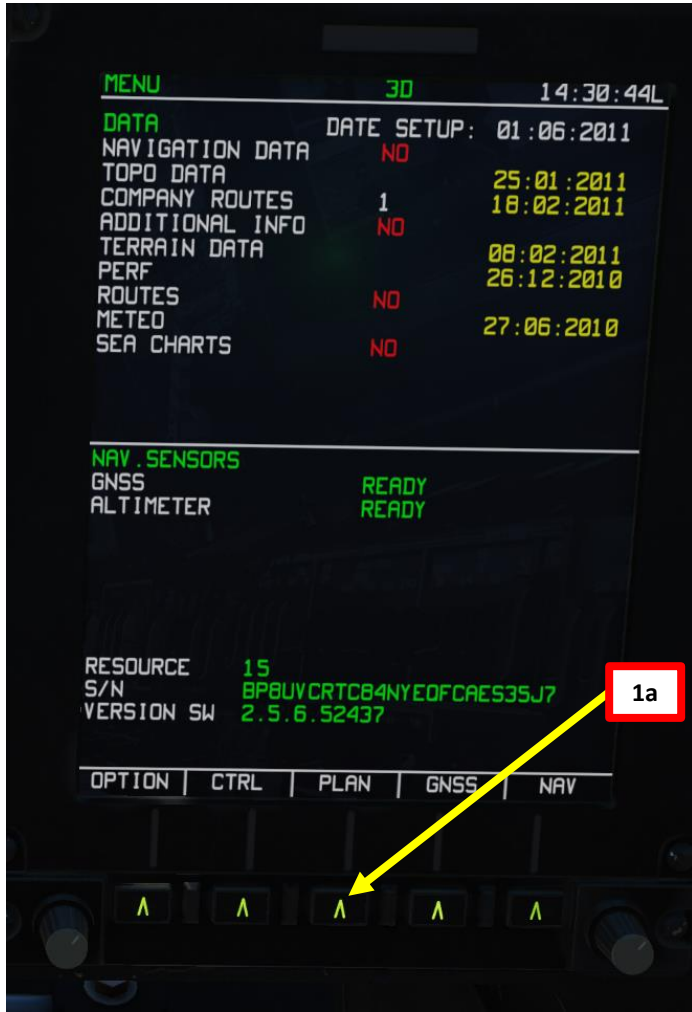 MENU 3D 14:30:44L
DATA DATE SETUP: 01:06:2011
NAVIGATION DATA NO
TOPO DATA 25:01:2011
COMPANY ROUTES 1 18:02:2011
ADDITIONAL INFO NO
TERRAIN DATA 08:02:2011
PERF 26:12:2010
ROUTES NO
METEO 27:06:2010
SEA CHARTS NO
NAV.SENSORS
GNSS READY
ALTIMETER READY
RESOURCE 15
S/N BP8UVCRTCB4NYEOFCAES35J7
VERSION SW 2.5.6.52437
1a
OPTION | CTRL | PLAN | GNSS | NAV